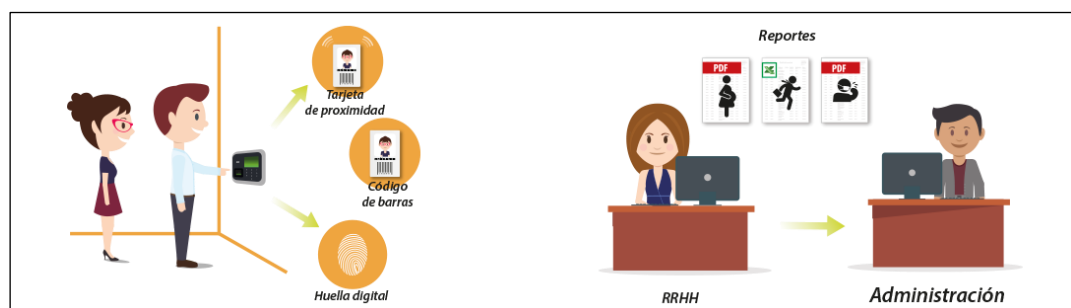 Tarjeta
de proximidad
Código
de barras
Huella digital
Reportes
PDF
PDF
RRHH
Administración